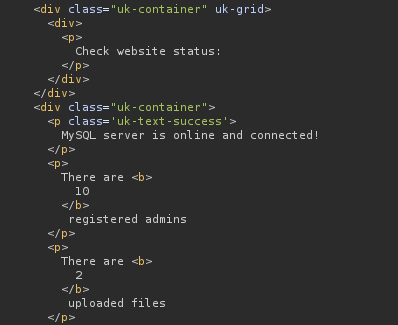 <div class="uk-container" uk-grid>
<div>
<p>
Check website status:
</p>
</div>
</div>
<div class="uk-container">
<p class='uk-text-success'>
MySQL server is online and connected!
</p>
<p>
There are <b>
10
</b>
registered admins
</p>
<p>
There are <b>
2
</b>
uploaded files
</p>